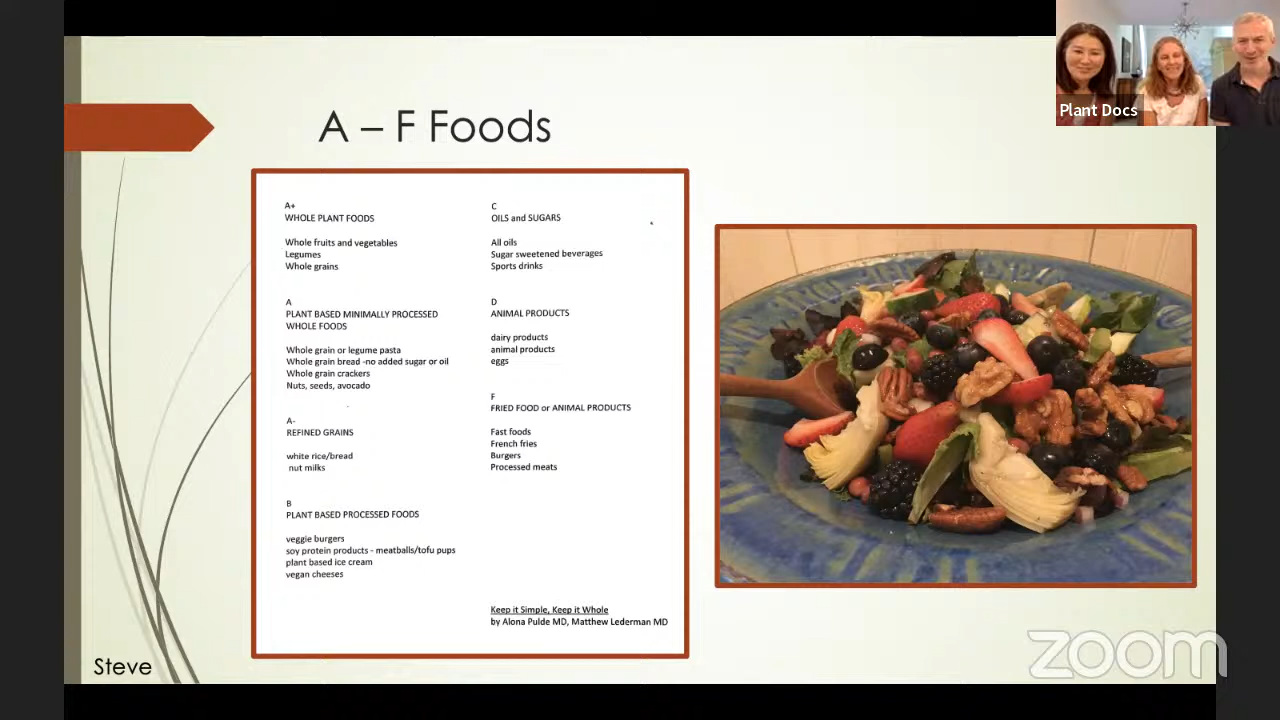 A – F Foods
Plant Docs
A+
WHOLE PLANT FOODS
Whole fruits and vegetables
Legumes
Whole grains
A
PLANT BASED MINIMALLY PROCESSED
WHOLE FOODS
Whole grain or legume pasta
Whole grain bread -no added sugar or oil
Whole grain crackers
Nuts, seeds, avocado
A-
REFINED GRAINS
white rice/bread
nut milks
B
PLANT BASED PROCESSED FOODS
veggie burgers
soy protein products - meatballs/tofu pups
plant based ice cream
vegan cheeses
C
OILS and SUGARS
All oils
Sugar sweetened beverages
Sports drinks
D
ANIMAL PRODUCTS
dairy products
animal products
eggs
F
FRIED FOOD or ANIMAL PRODUCTS
Fast foods
French fries
Burgers
Processed meats
Keep it Simple, Keep it Whole
by Alona Pulde MD, Matthew Lederman MD
Steve
zoom